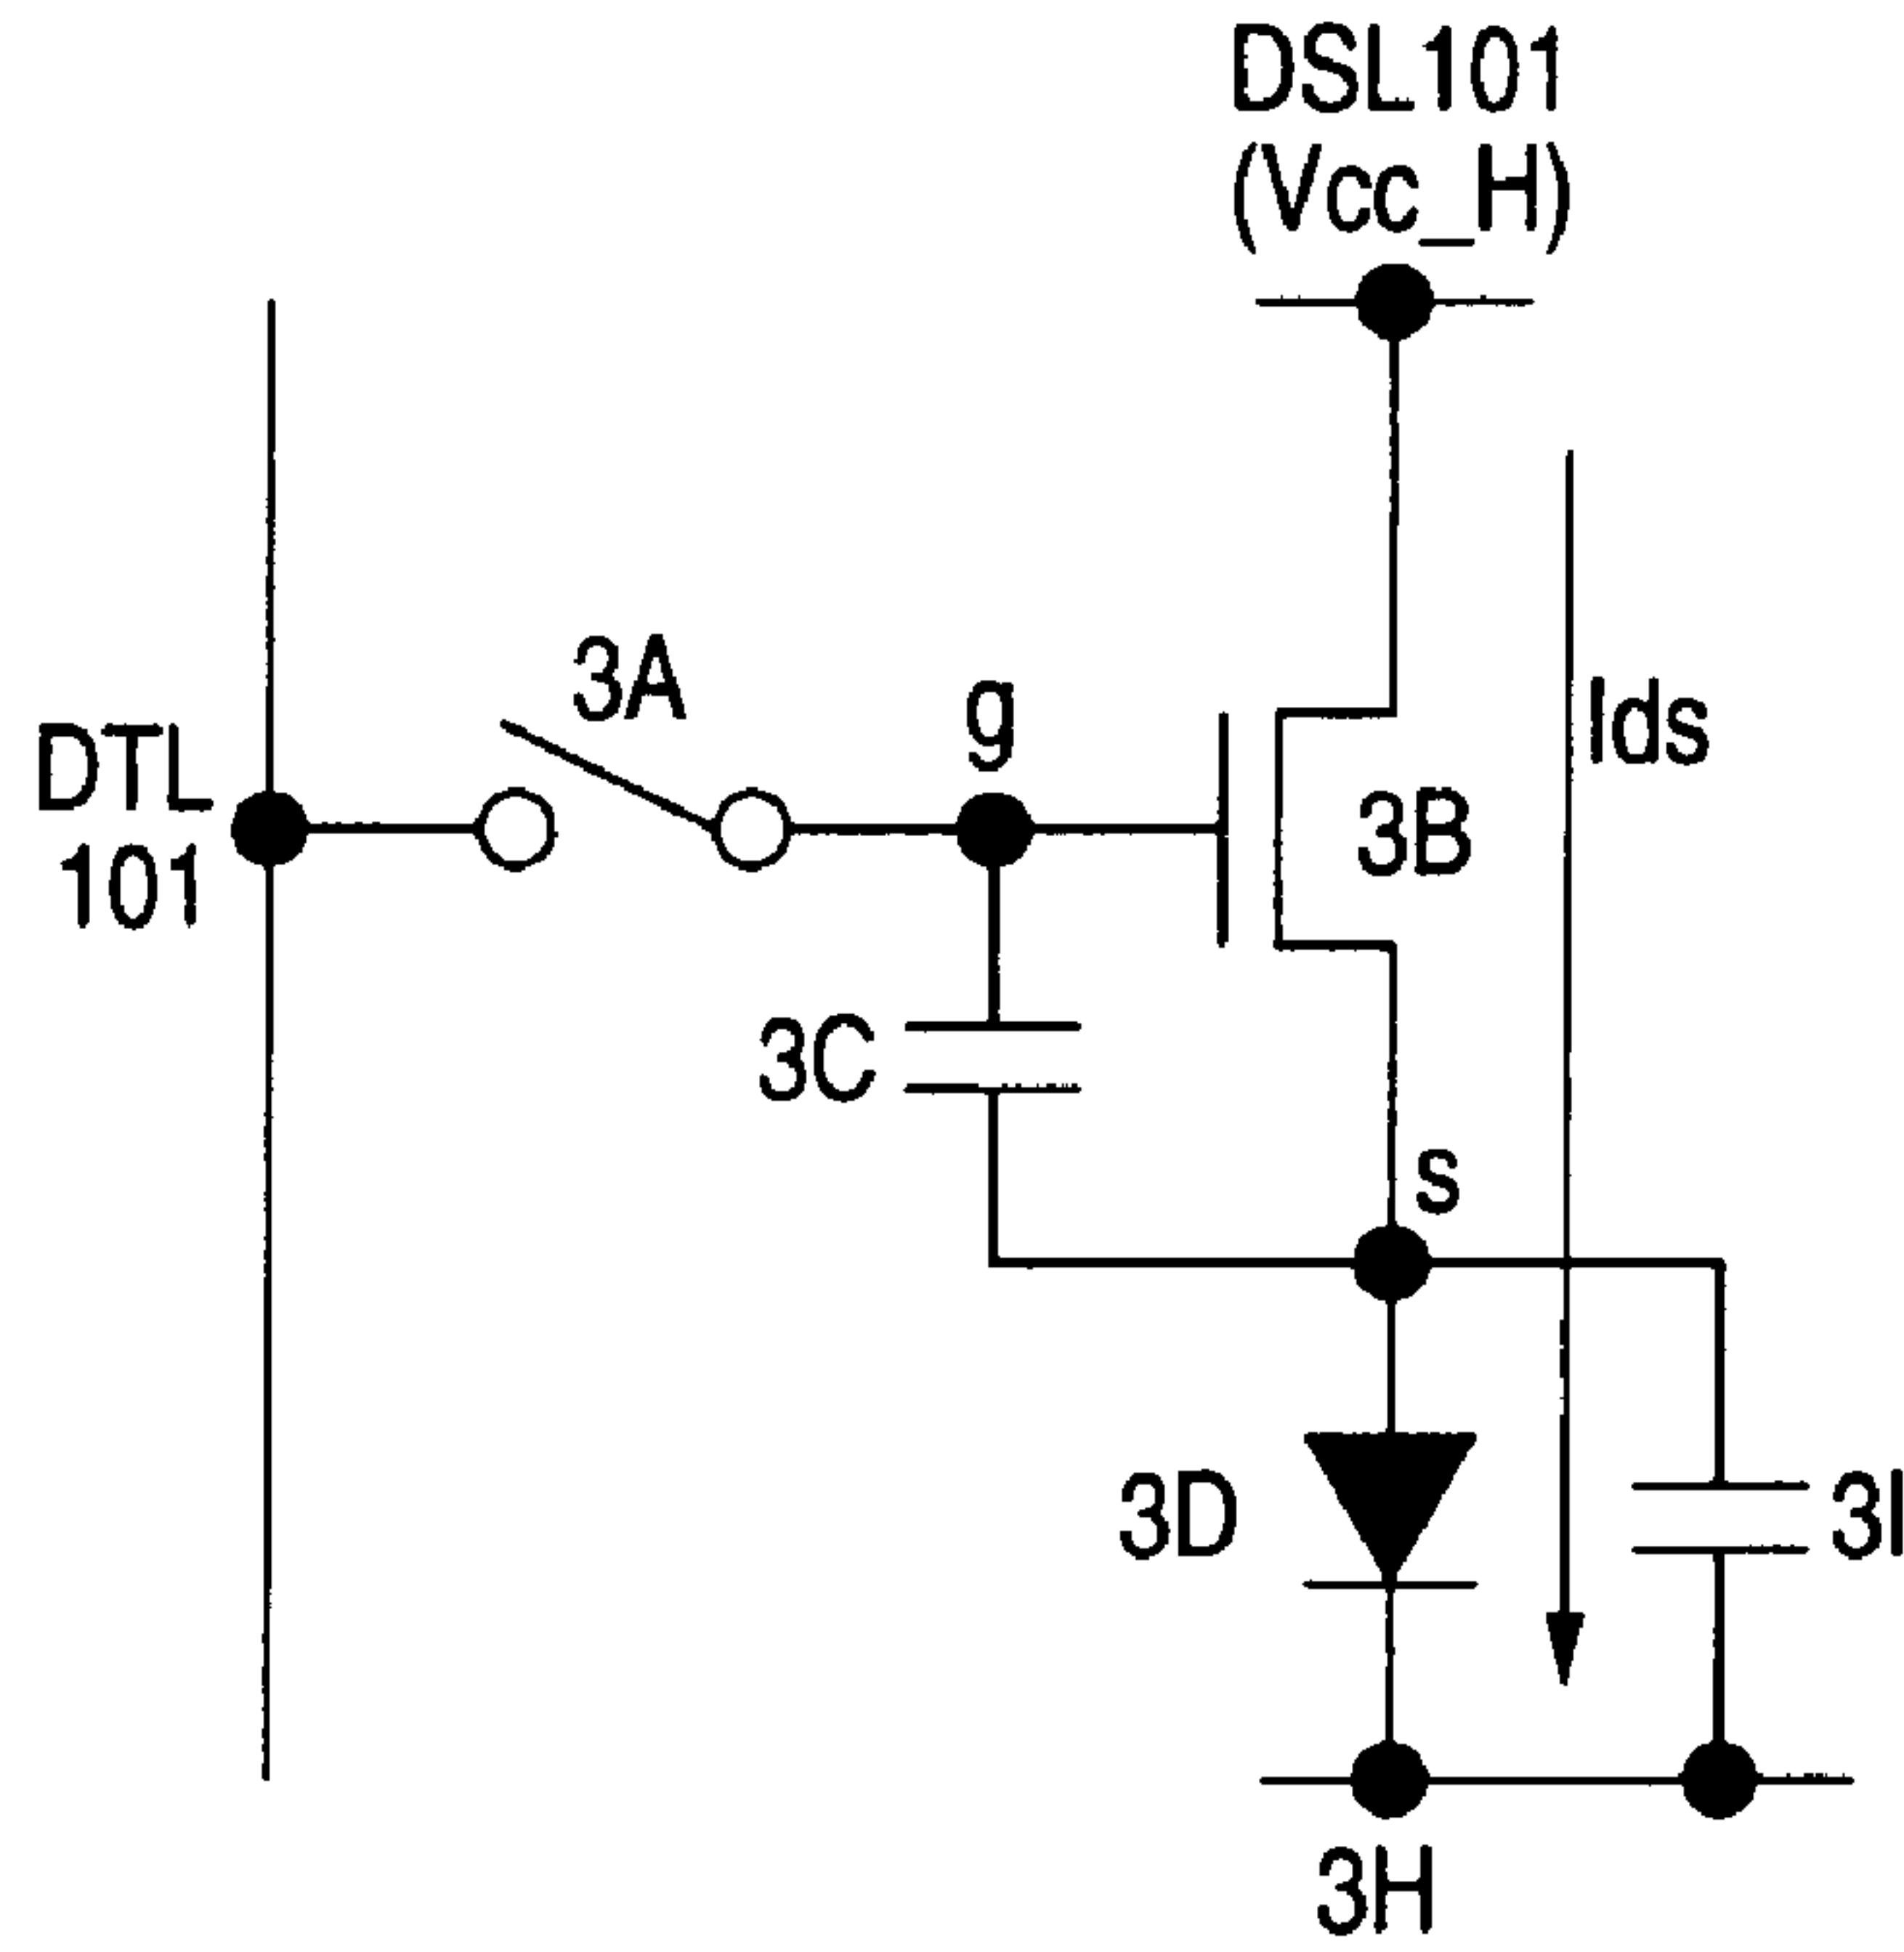 DSL101
(Vcc_H)
3A
g
Ids
DTL
101
3B
3C
s
3D
3I
3H